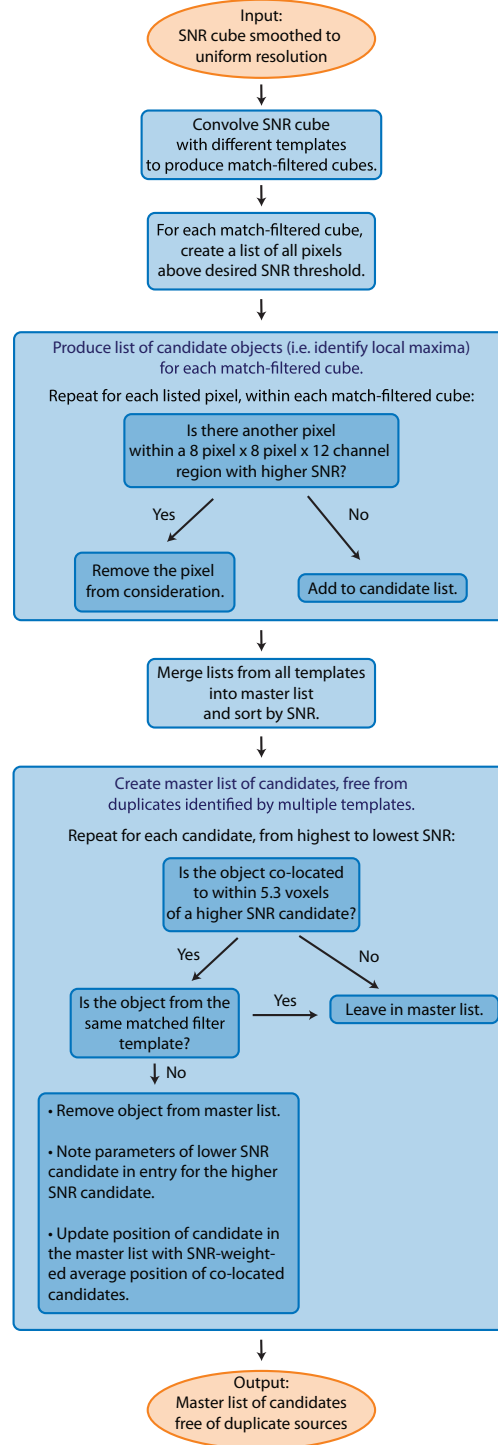 Input:
SNR cube smoothed to
uniform resolution
Convolve SNR cube
with different templates
to produce match-filtered cubes.
For each match-filtered cube,
create a list of all pixels
above desired SNR threshold.
Produce list of candidate objects (i.e. identify local maxima)
for each match-filtered cube.
Repeat for each listed pixel, within each match-filtered cube:
Is there another pixel
within a 8 pixel x 8 pixel x 12 channel
region with higher SNR?
Yes
No
Remove the pixel
from consideration.
Add to candidate list.
Merge lists from all templates
into master list
and sort by SNR.
Create master list of candidates, free from
duplicates identified by multiple templates.
Repeat for each candidate, from highest to lowest SNR:
Is the object co-located
to within 5.3 voxels
of a higher SNR candidate?
Yes
No
Is the object from the
same matched filter
template?
Yes
Leave in master list.
No
• Remove object from master list.
• Note parameters of lower SNR
candidate in entry for the higher
SNR candidate.
• Update position of candidate in
the master list with SNR-weight-
ed average position of co-located
candidates.
Output:
Master list of candidates
free of duplicate sources